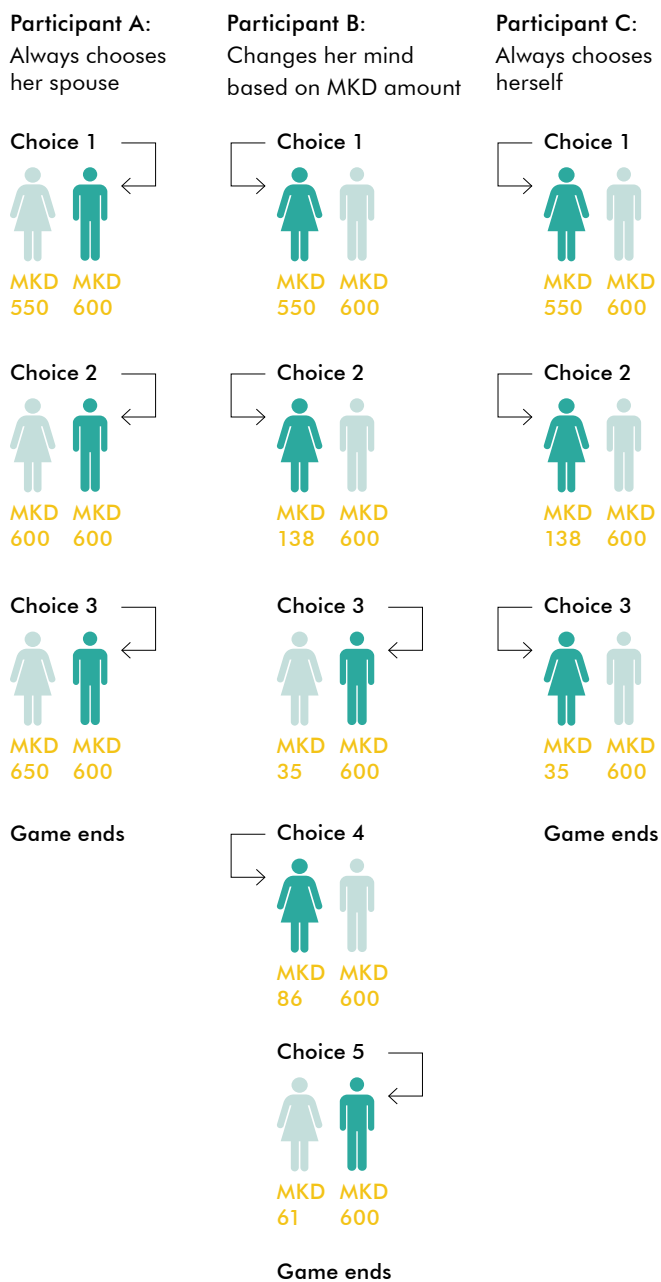 Participant A:
Always chooses
her spouse
Choice 1
MKD MKD
550 600
Choice 2
MKD MKD
600 600
Choice 3
MKD MKD
650 600
Game ends
Participant B:
Changes her mind
based on MKD amount
Choice 1
MKD MKD
550 600
Choice 2
MKD MKD
138 600
Choice 3
MKD MKD
35 600
Choice 4
MKD MKD
86 600
Choice 5
MKD MKD
61 600
Game ends
Participant C:
Always chooses
herself
Choice 1
MKD MKD
550 600
Choice 2
MKD MKD
138 600
Choice 3
MKD MKD
35 600
Game ends